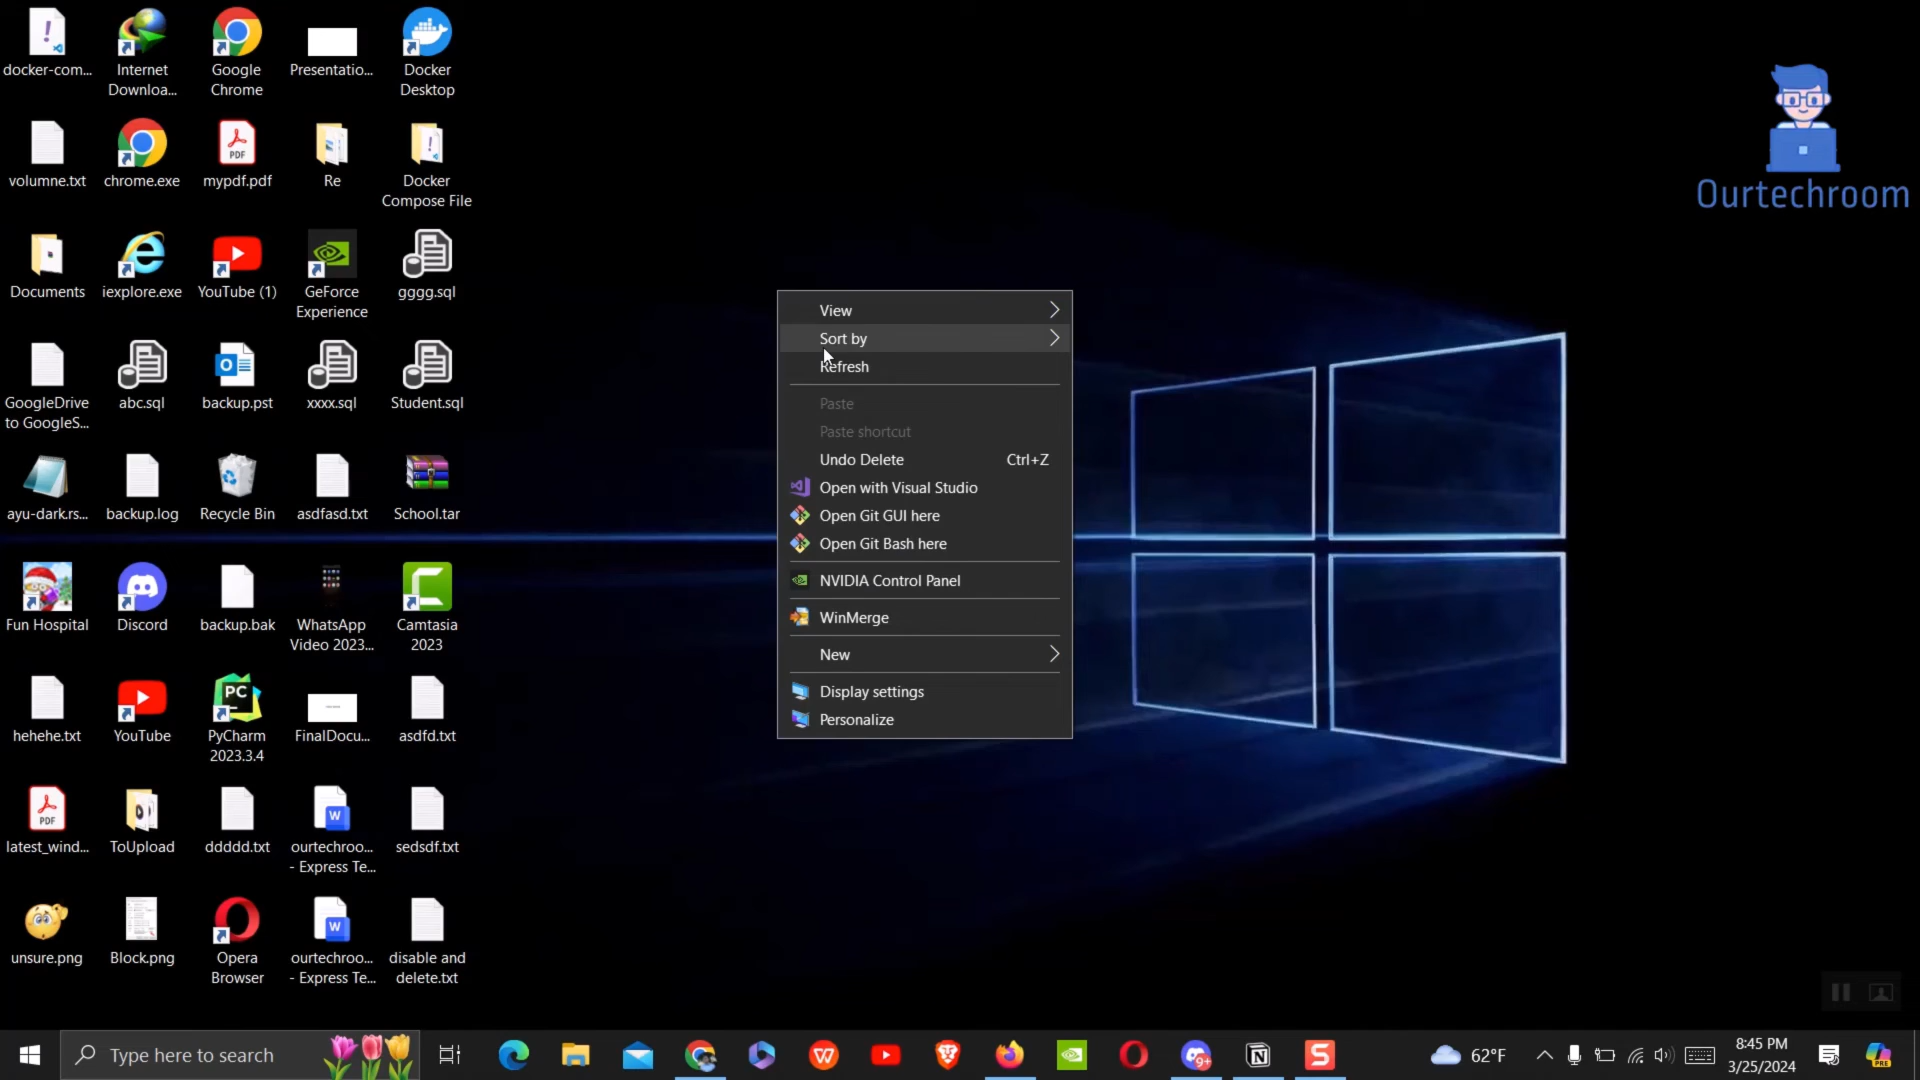 docker-com...
Internet
Downloa...
Google
Chrome
Presentatio...
Docker
Desktop
volumne.txt
chrome.exe
mypdf.pdf
Re
Docker
Compose File
Documents
iexplore.exe
YouTube (1)
GeForce
Experience
gggg.sql
GoogleDrive
to GoogleS...
abc.sql
backup.pst
xxxx.sql
Student.sql
ayu-dark.rs...
backup.log
Recycle Bin
asdfasd.txt
School.tar
Fun Hospital
Discord
backup.bak
WhatsApp
Video 2023...
Camtasia
2023
hehehe.txt
YouTube
PyCharm
2023.3.4
FinalDocu...
asdfd.txt
latest_wind...
ToUpload
ddddd.txt
ourtechroo...
- Express Te...
sedsdf.txt
unsure.png
Block.png
Opera
Browser
ourtechroo...
- Express Te...
disable and
delete.txt
View
Sort by
Refresh
Paste
Paste shortcut
Undo Delete Ctrl+Z
Open with Visual Studio
Open Git GUI here
Open Git Bash here
NVIDIA Control Panel
WinMerge
New
Display settings
Personalize
Ourtechroom
Type here to search
62°F
8:45 PM
3/25/2024